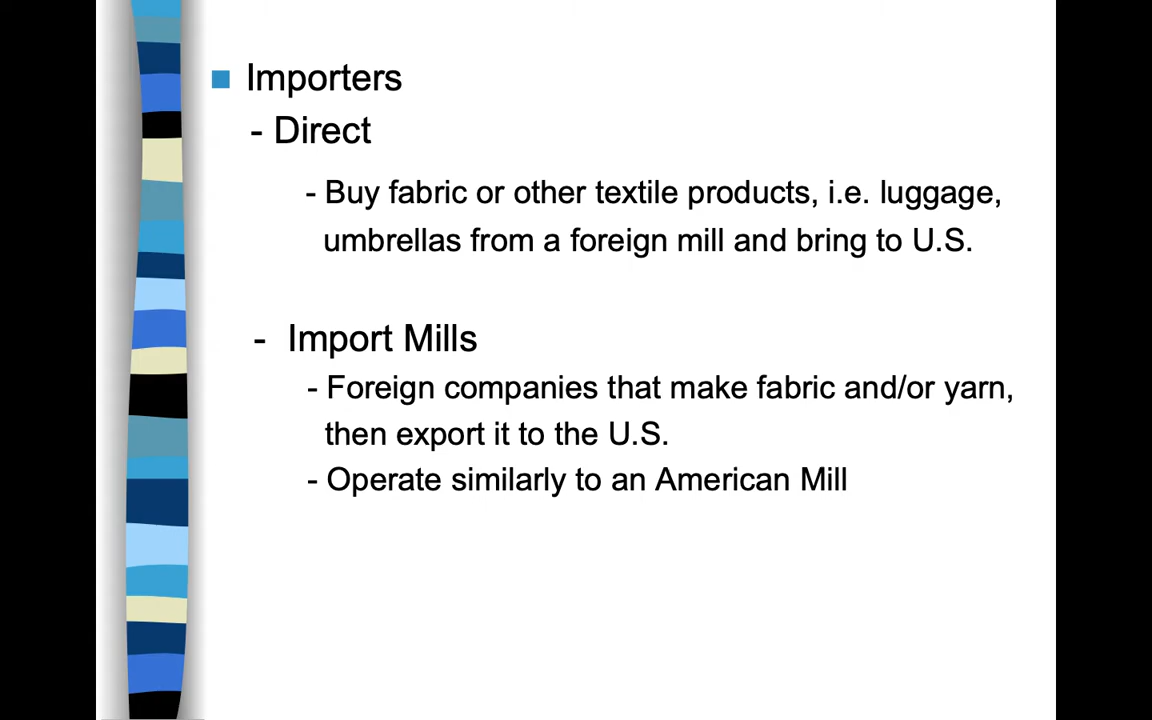 Importers
- Direct
- Buy fabric or other textile products, i.e. luggage,
umbrellas from a foreign mill and bring to U.S.
- Import Mills
- Foreign companies that make fabric and/or yarn,
then export it to the U.S.
- Operate similarly to an American Mill